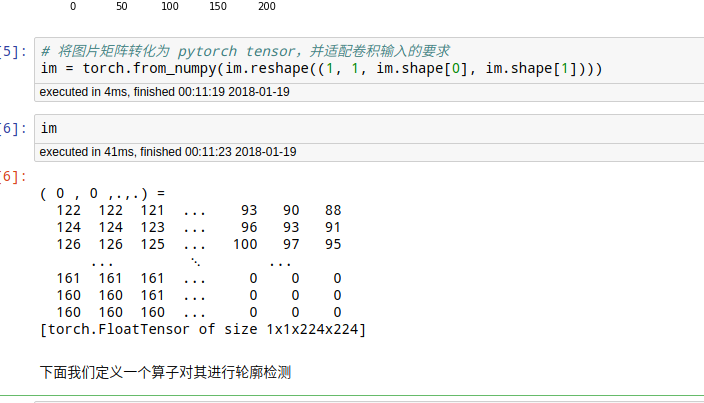 0 50 100 150 200
[5]: # 将图片矩阵转化为 pytorch tensor，并适配卷积输入的要求
im = torch.from_numpy(im.reshape((1, 1, im.shape[0], im.shape[1])))
executed in 4ms, finished 00:11:19 2018-01-19
[6]: im
executed in 41ms, finished 00:11:23 2018-01-19
[6]:
( 0 , 0 ,.,.) =
122 122 121 ... 93 90 88
124 124 123 ... 96 93 91
126 126 125 ... 100 97 95
... ⋱ ...
161 161 161 ... 0 0 0
160 160 161 ... 0 0 0
160 160 160 ... 0 0 0
[torch.FloatTensor of size 1x1x224x224]
下面我们定义一个算子对其进行轮廓检测